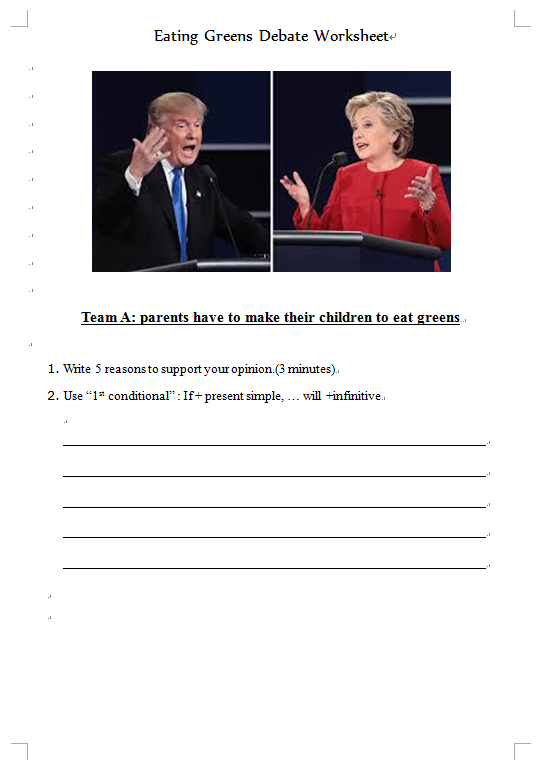 Eating Greens Debate Worksheet
Team A: parents have to make their children to eat greens
1. Write 5 reasons to support your opinion.(3 minutes)
2. Use “1st conditional” : If + present simple, … will +infinitive